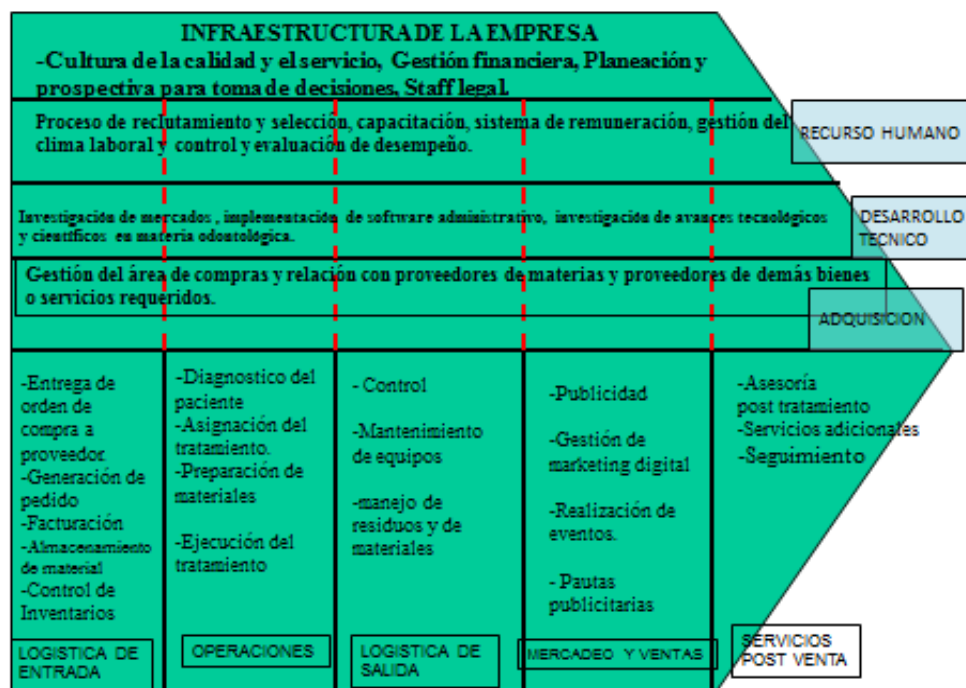 INFRAESTRUCTURA DE LA EMPRESA
-Cultura de la calidad y el servicio, Gestión financiera, Planeación y
prospectiva para toma de decisiones, Staff legal.
Proceso de reclutamiento y selección, capacitación, sistema de remuneración, gestión del
clima laboral y control y evaluación de desempeño.
RECURSO HUMANO
Investigación de mercados , implementación de software administrativo, investigación de avances tecnológicos
y científicos en materia odontológica.
DESARROLLO
TECNICO
Gestión del área de compras y relación con proveedores de materias y proveedores de demás bienes
o servicios requeridos.
ADQUISICION
-Entrega de
orden de
compra a
proveedor.
-Generación de
pedido
-Facturación
-Almacenamiento
de material
-Control de
Inventarios
LOGISTICA DE
ENTRADA
-Diagnostico del
paciente
-Asignación del
tratamiento.
-Preparación de
materiales
-Ejecución del
tratamiento
OPERACIONES
- Control
-Mantenimiento
de equipos
-manejo de
residuos y de
materiales
LOGISTICA DE
SALIDA
-Publicidad
-Gestión de
marketing digital
-Realización de
eventos.
- Pautas
publicitarias
MERCADEO Y VENTAS
-Asesoría
post tratamiento
-Servicios adicionales
-Seguimiento
SERVICIOS
POST VENTA